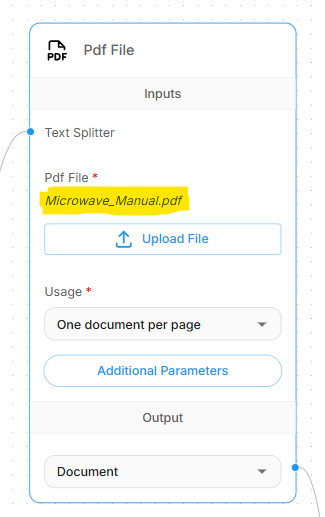 PDF
Pdf File
Inputs
Text Splitter
Pdf File *
Microwave_Manual.pdf
Upload File
Usage *
One document per page
Additional Parameters
Output
Document